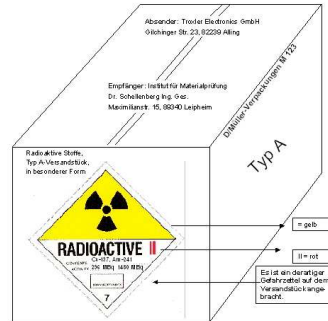 Absender: Troxler Electronics GmbH
Gilchinger Str. 23, 82239 Alling
Empfänger: Institut für Materialprüfung
Dr. Schellenberg Ing. Ges.
Maximilianstr. 15, 89340 Leipheim
D/Müller-Verpackungen M 123
Typ A
Radioaktive Stoffe,
Typ A-Versandstück,
in besonderer Form
RADIOACTIVE II
CONTENTS
Cs-137, Am-241
ACTIVITY
296 MBq 1480 MBq
7
= gelb
II = rot
Es ist ein derartiger
Gefahrzettel auf dem
Versandstück ange
bracht.